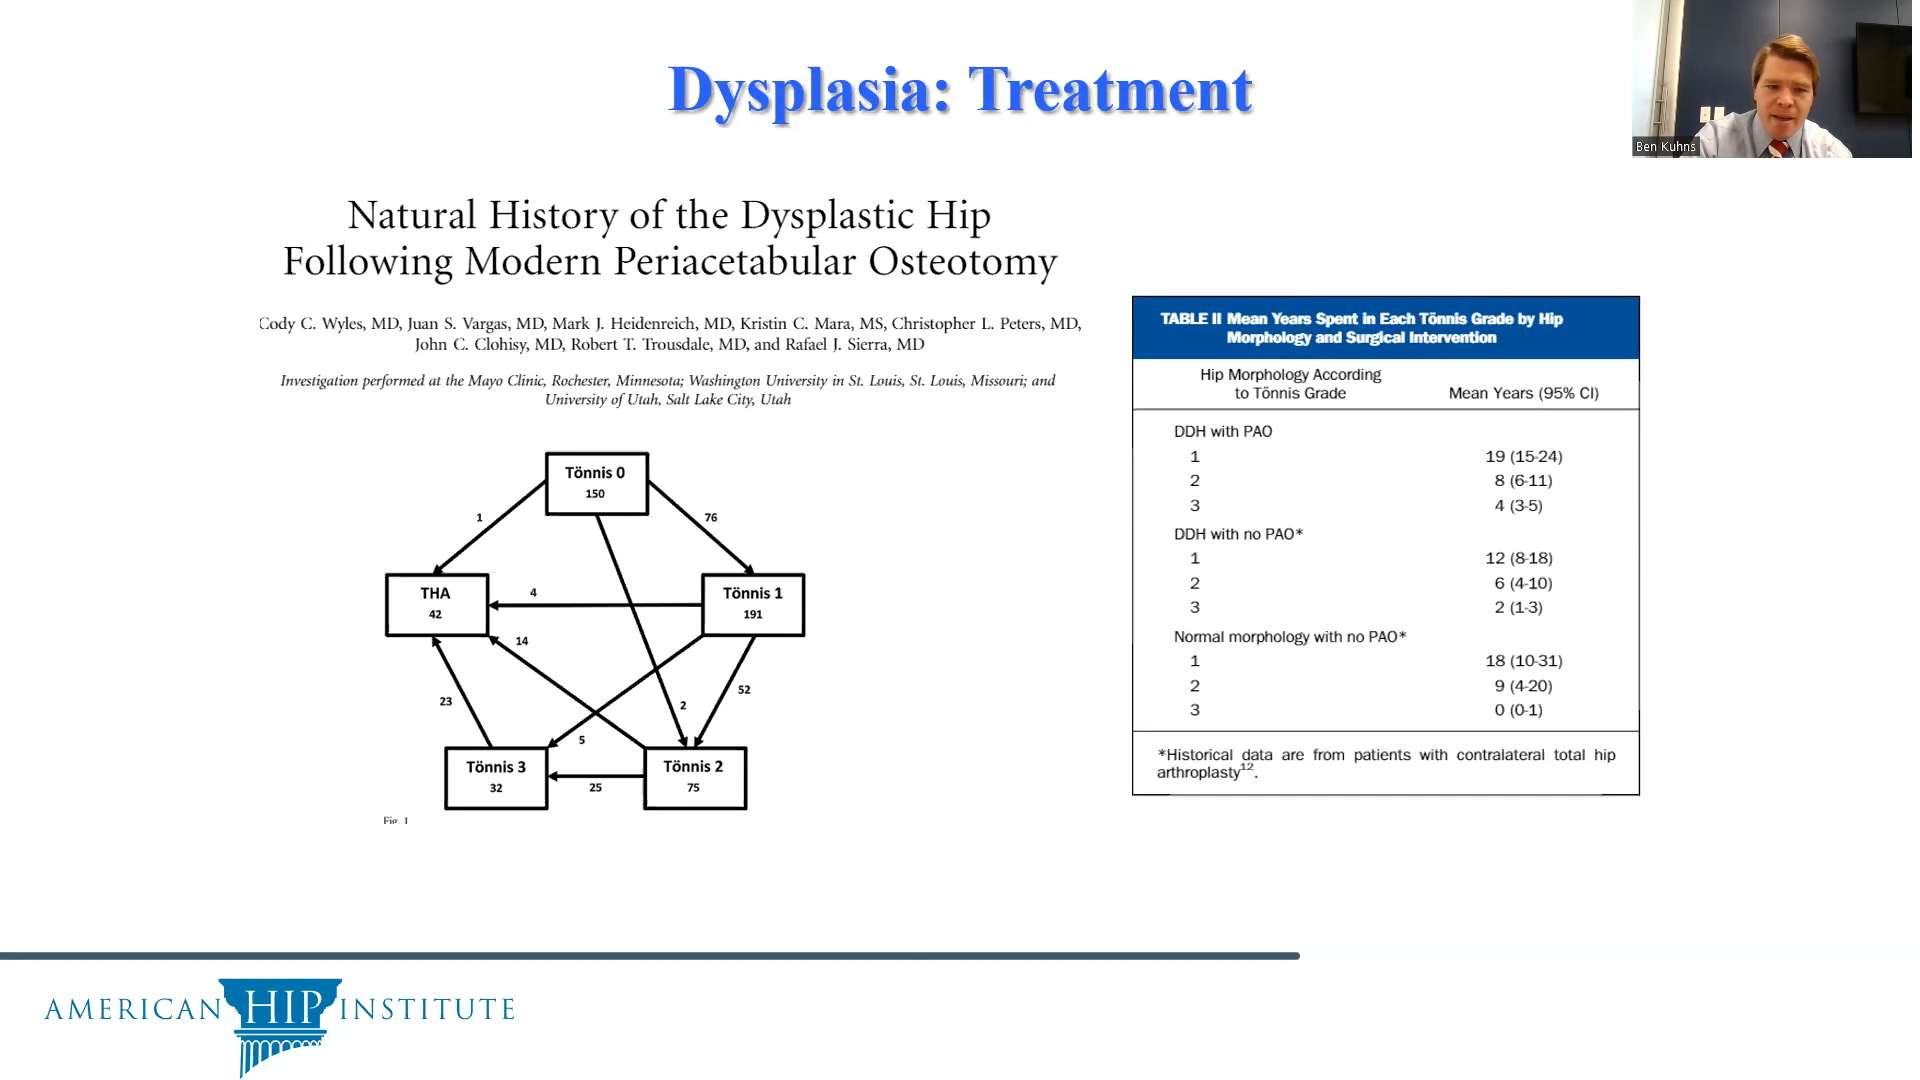 Dysplasia: Treatment
Ben Kuhns
Natural History of the Dysplastic Hip
Following Modern Periacetabular Osteotomy
Cody C. Wyles, MD, Juan S. Vargas, MD, Mark J. Heidenreich, MD, Kristin C. Mara, MS, Christopher L. Peters, MD,
John C. Clohisy, MD, Robert T. Trousdale, MD, and Rafael J. Sierra, MD
Investigation performed at the Mayo Clinic, Rochester, Minnesota; Washington University in St. Louis, St. Louis, Missouri; and
University of Utah, Salt Lake City, Utah
Tönnis 0
150
1
76
THA
42
4
Tönnis 1
191
14
23
52
2
5
Tönnis 3
32
25
Tönnis 2
75
Fig. 1
TABLE II Mean Years Spent in Each Tönnis Grade by Hip
Morphology and Surgical Intervention
Hip Morphology According
to Tönnis Grade
Mean Years (95% CI)
DDH with PAO
1 19 (15-24)
2 8 (6-11)
3 4 (3-5)
DDH with no PAO*
1 12 (8-18)
2 6 (4-10)
3 2 (1-3)
Normal morphology with no PAO*
1 18 (10-31)
2 9 (4-20)
3 0 (0-1)
*Historical data are from patients with contralateral total hip
arthroplasty12.
AMERICAN HIP INSTITUTE